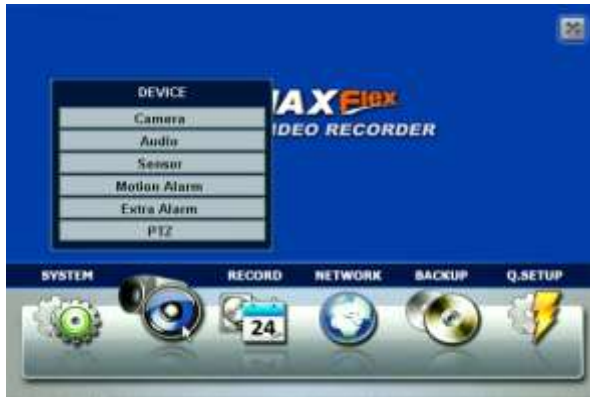 DEVICE
Camera
Audio
Sensor
Motion Alarm
Extra Alarm
PTZ
AX Flex
IDEO RECORDER
SYSTEM RECORD NETWORK BACKUP Q.SETUP
24